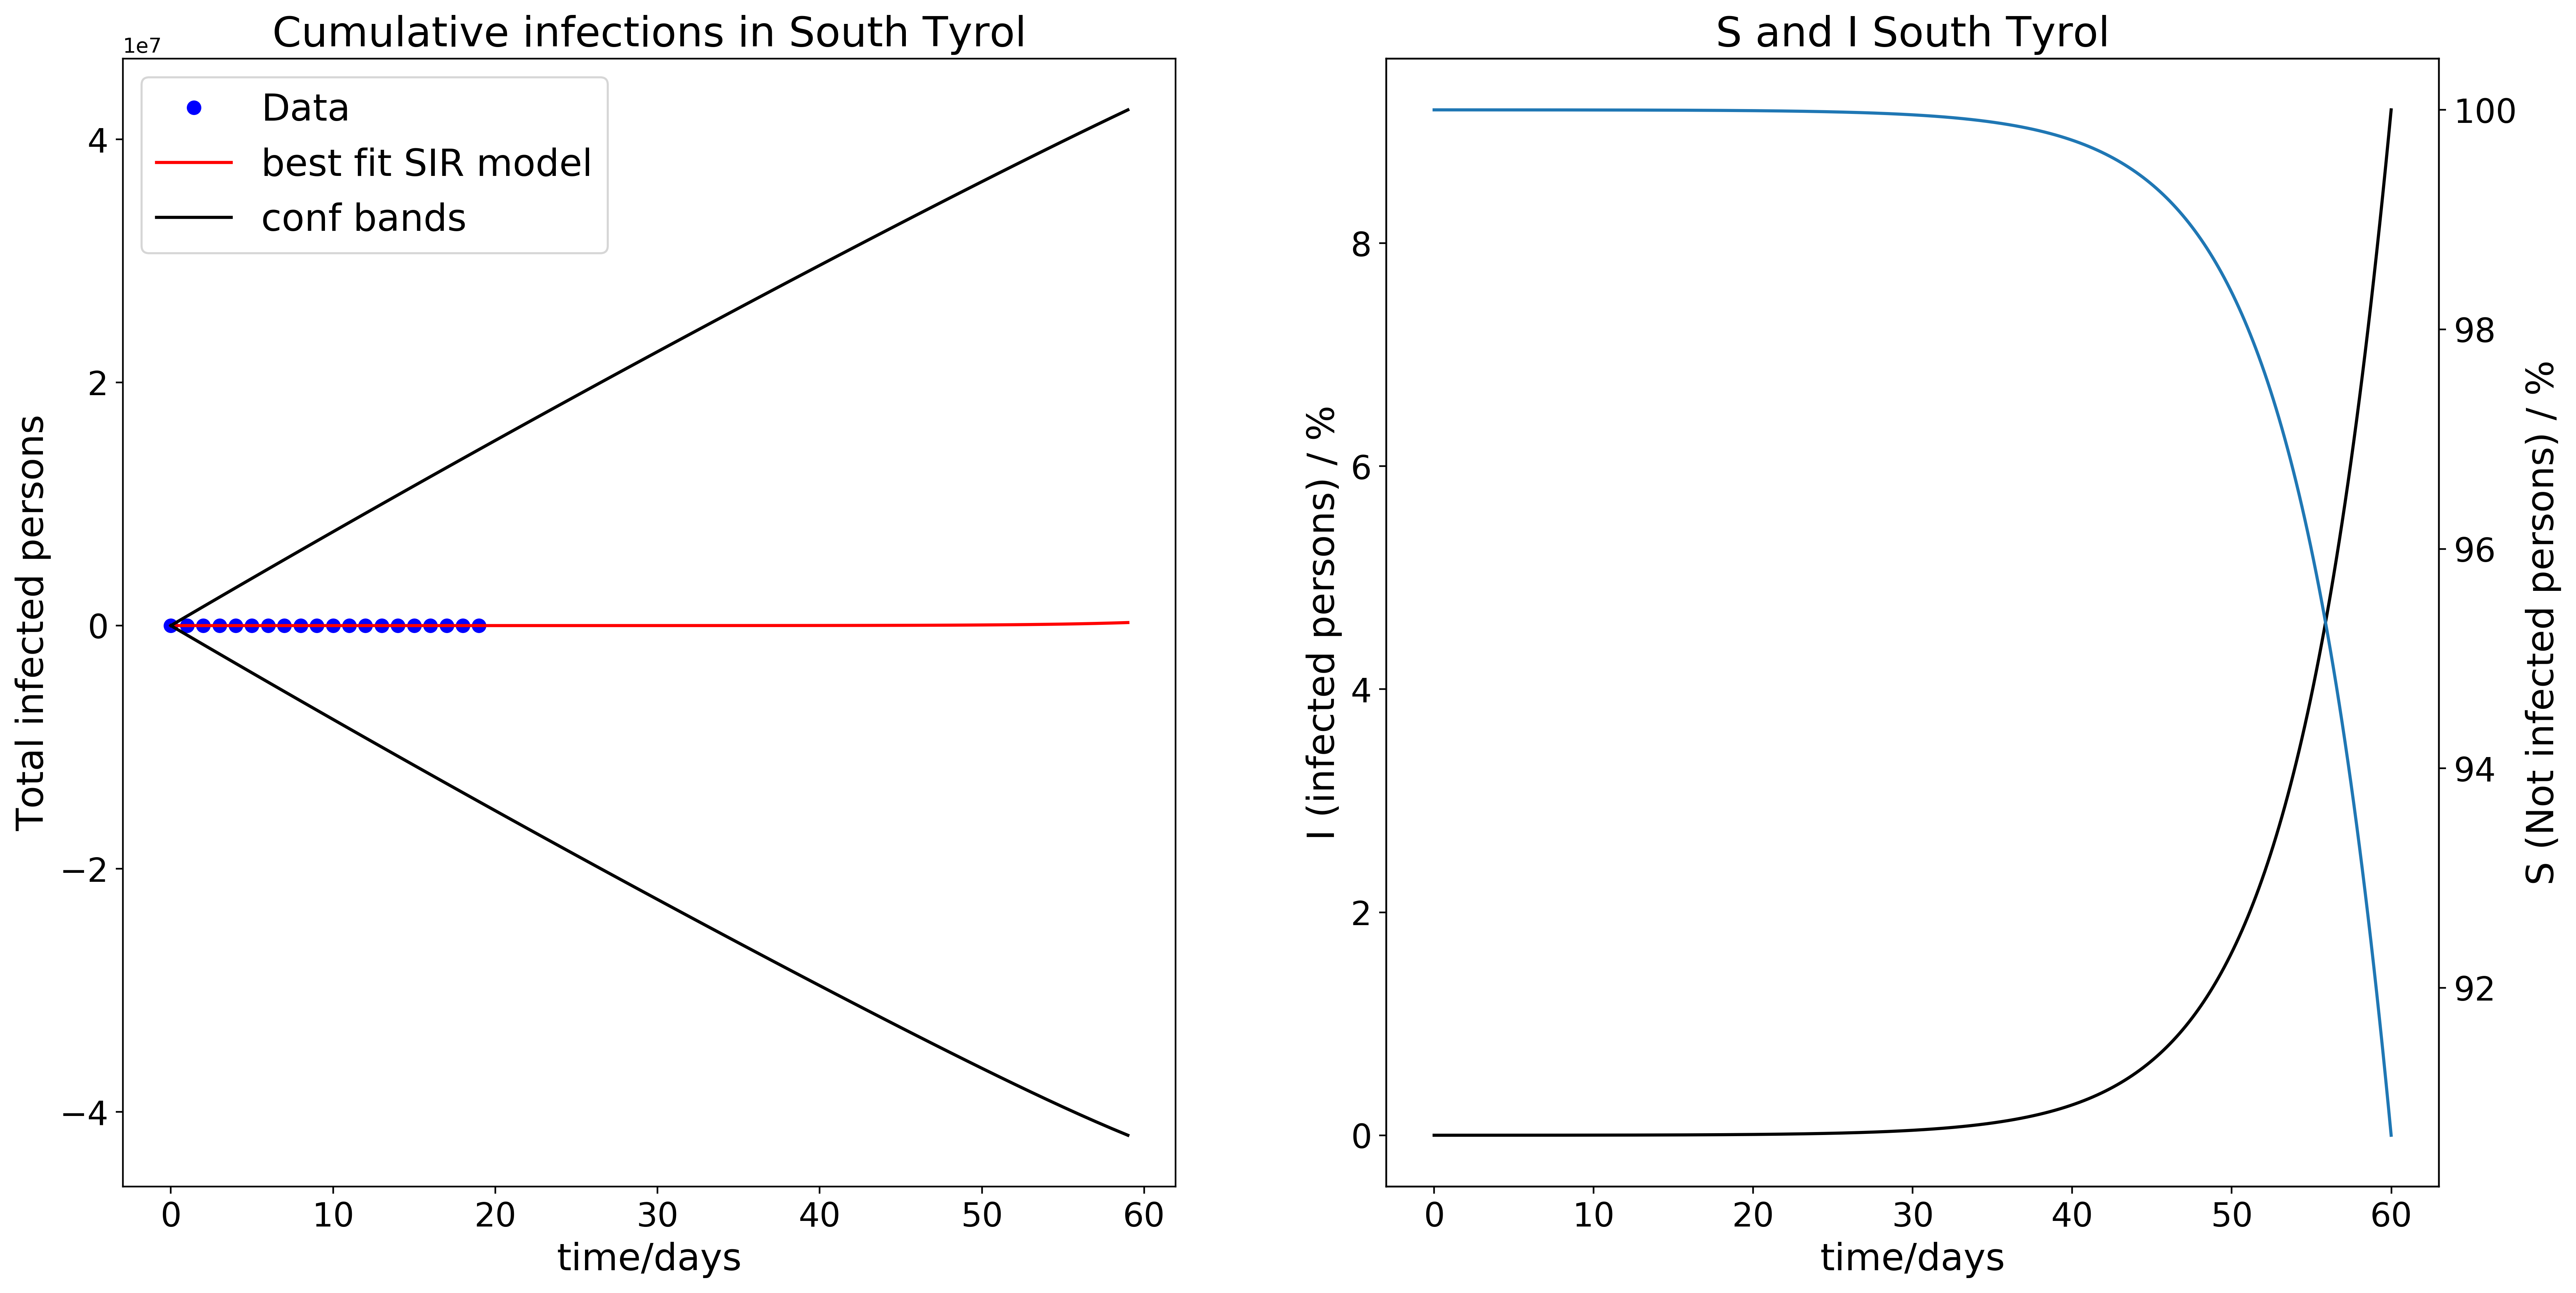 Cumulative infections in South Tyrol
1e7
Data
best fit SIR model
conf bands
4
2
0
−2
−4
Total infected persons
0 10 20 30 40 50 60
time/days
S and I South Tyrol
8
6
4
2
0
I (infected persons) / %
100
98
96
94
92
S (Not infected persons) / %
0 10 20 30 40 50 60
time/days